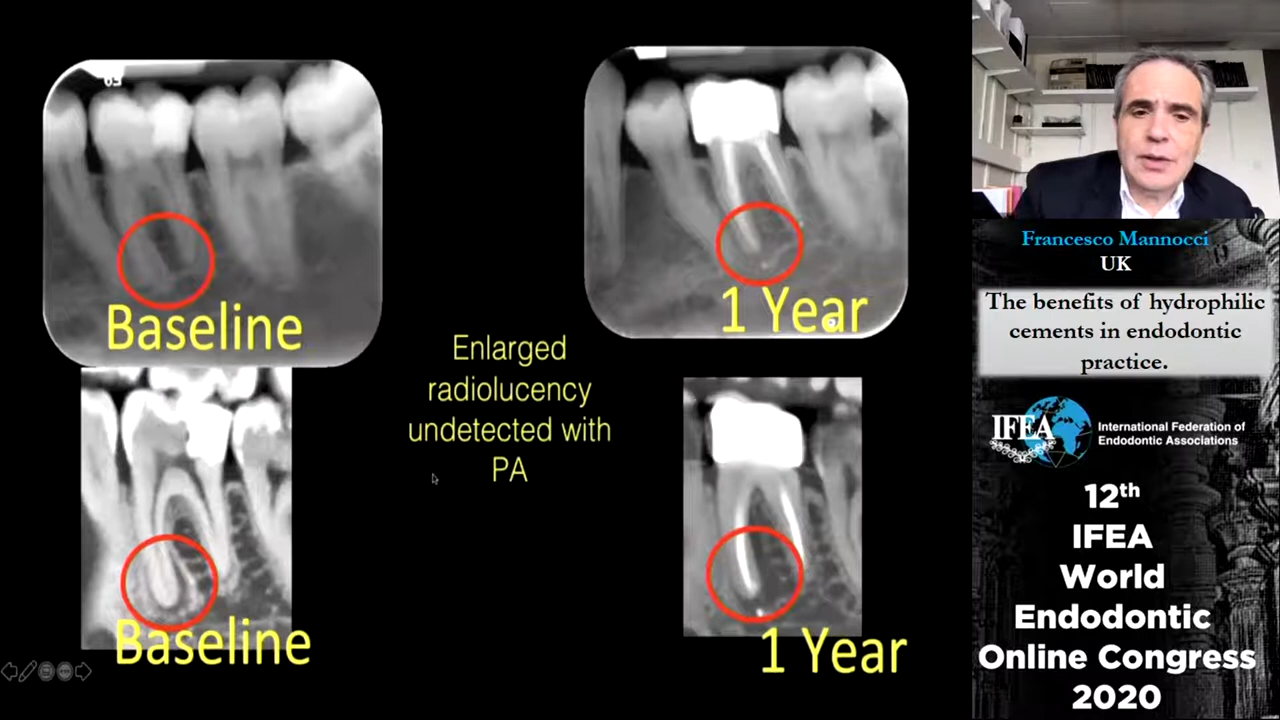 Baseline
1 Year
Enlarged
radiolucency
undetected with
PA
Baseline
1 Year
Francesco Mannocci
UK
The benefits of hydrophilic
cements in endodontic
practice.
IFEA
International Federation of
Endodontic Associations
12th
IFEA
World
Endodontic
Online Congress
2020